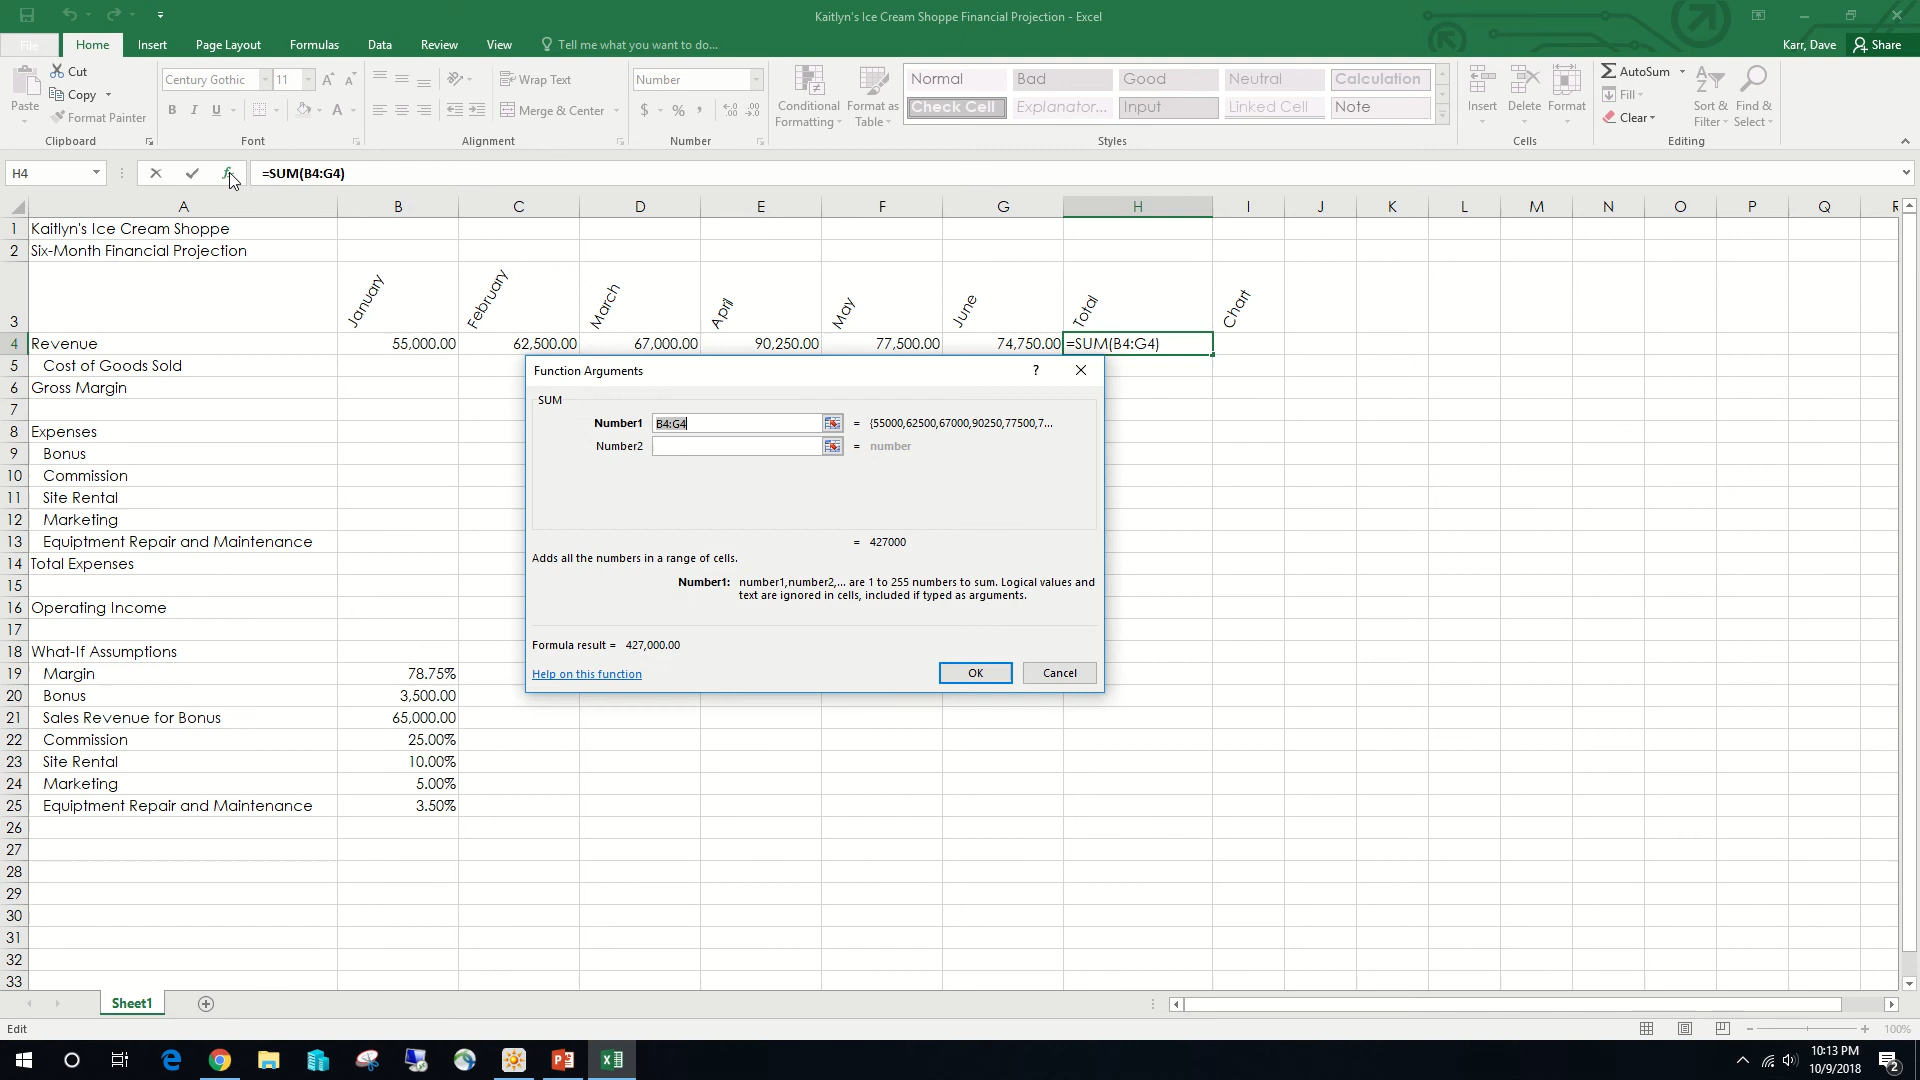 Kaitlyn's Ice Cream Shoppe Financial Projection - Excel
File Home Insert Page Layout Formulas Data Review View Tell me what you want to do... Karr, Dave Share
Paste
Cut
Copy
Format Painter
Clipboard
Century Gothic 11
B I U
Font
Wrap Text
Merge & Center
Alignment
Number
$ % ,
Number
Conditional Formatting
Format as Table
Normal Bad Good Neutral Calculation
Check Cell Explanator... Input Linked Cell Note
Styles
Insert Delete Format
Cells
AutoSum
Fill
Clear
Sort & Filter
Find & Select
Editing
H4 fx =SUM(B4:G4)
A B C D E F G H I J K L M N O P Q R
1 Kaitlyn's Ice Cream Shoppe
2 Six-Month Financial Projection
3 January February March April May June Total Chart
4 Revenue 55,000.00 62,500.00 67,000.00 90,250.00 77,500.00 74,750.00 =SUM(B4:G4)
5 Cost of Goods Sold
6 Gross Margin
7
8 Expenses
9 Bonus
10 Commission
11 Site Rental
12 Marketing
13 Equiptment Repair and Maintenance
14 Total Expenses
15
16 Operating Income
17
18 What-If Assumptions
19 Margin 78.75%
20 Bonus 3,500.00
21 Sales Revenue for Bonus 65,000.00
22 Commission 25.00%
23 Site Rental 10.00%
24 Marketing 5.00%
25 Equiptment Repair and Maintenance 3.50%
26
27
28
29
30
31
32
33
Function Arguments ?
SUM
Number1 B4:G4 = {55000,62500,67000,90250,77500,7...
Number2 = number
= 427000
Adds all the numbers in a range of cells.
Number1: number1,number2,... are 1 to 255 numbers to sum. Logical values and
text are ignored in cells, included if typed as arguments.
Formula result = 427,000.00
Help on this function OK Cancel
Sheet1
Edit 100%
10:13 PM
10/9/2018
2